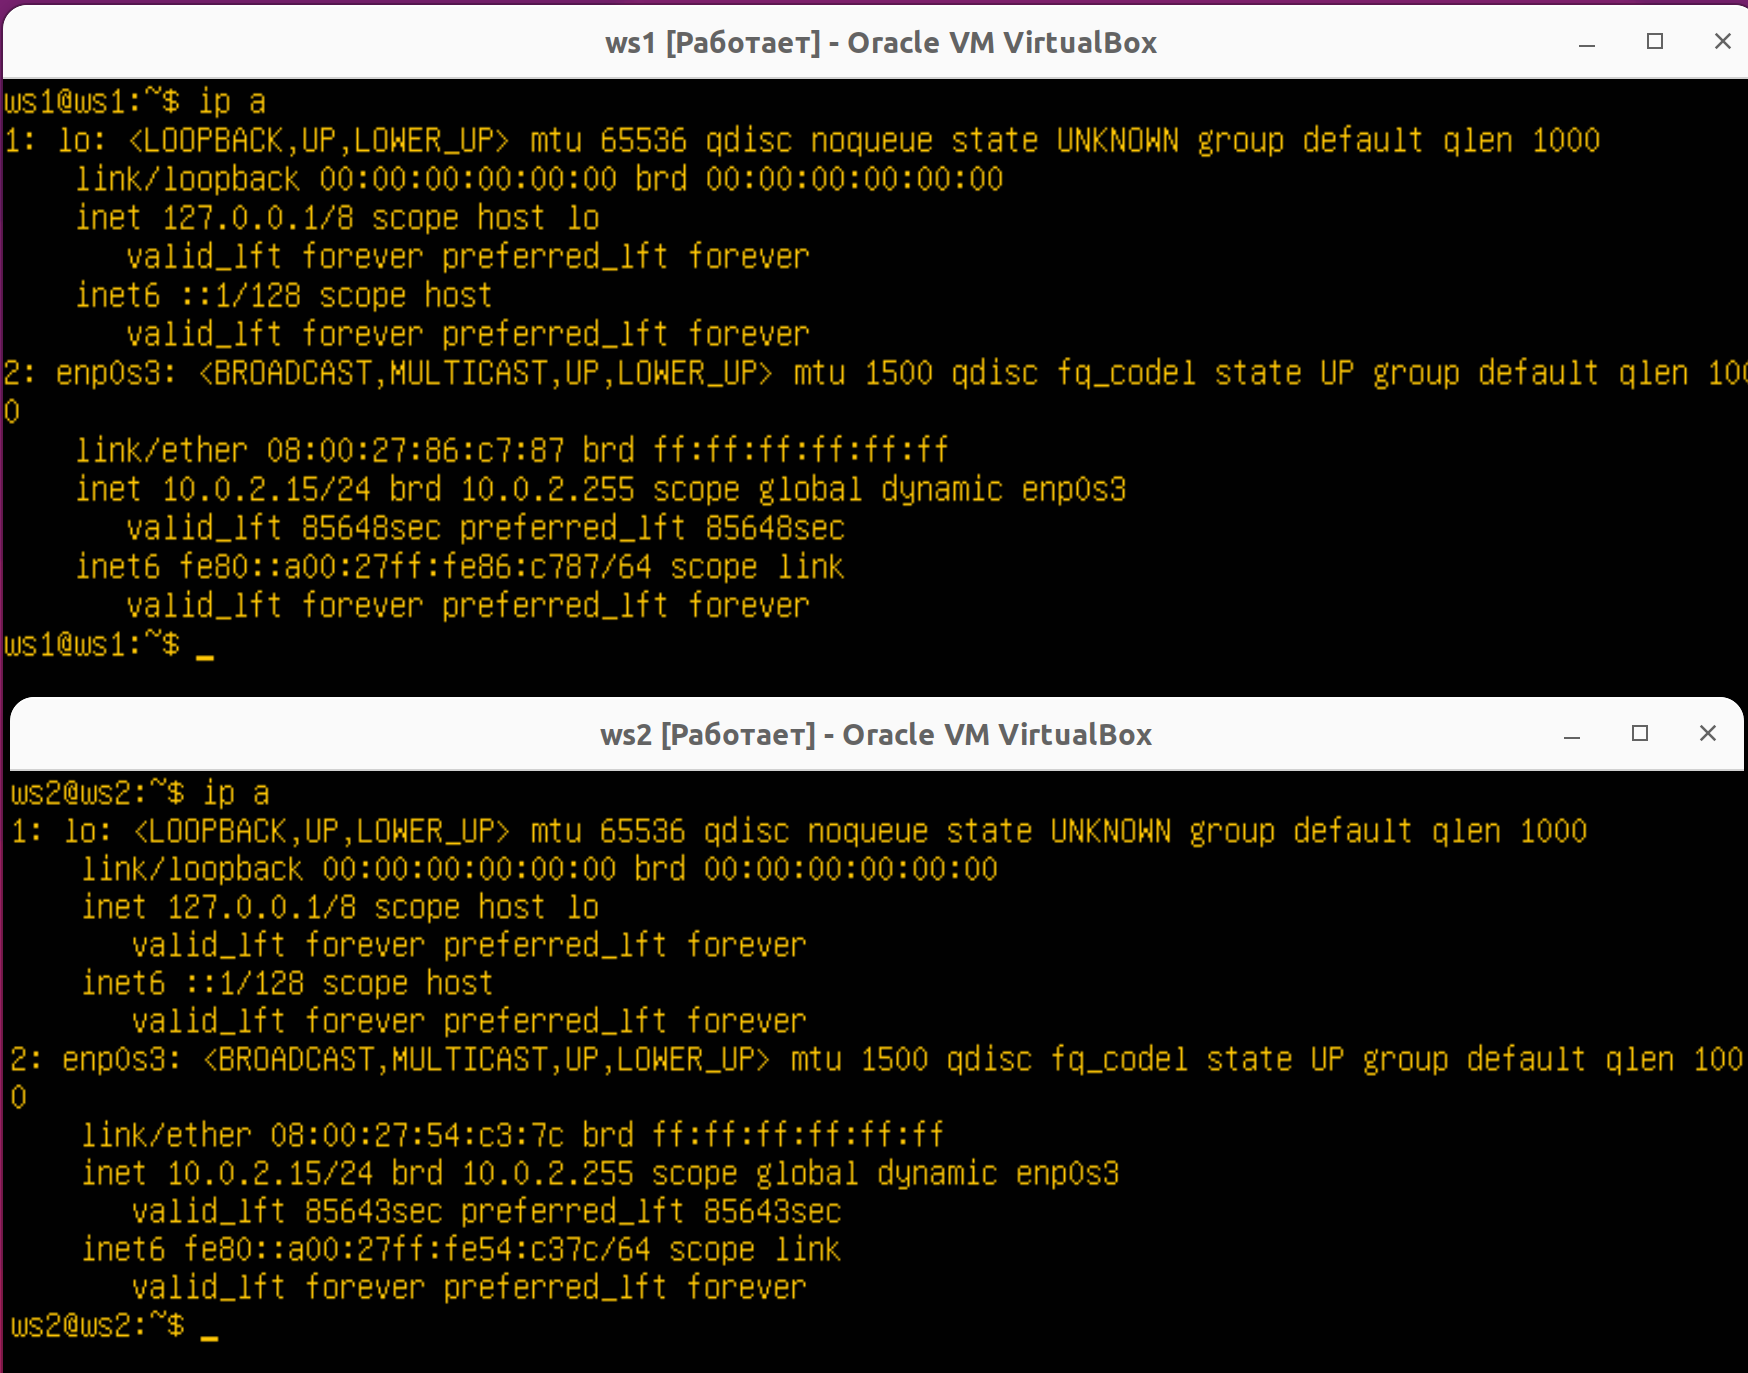 ws1 [Работает] - Oracle VM VirtualBox
ws1@ws1:~$ ip a
1: lo: <LOOPBACK,UP,LOWER_UP> mtu 65536 qdisc noqueue state UNKNOWN group default qlen 1000
    link/loopback 00:00:00:00:00:00 brd 00:00:00:00:00:00
    inet 127.0.0.1/8 scope host lo
       valid_lft forever preferred_lft forever
    inet6 ::1/128 scope host
       valid_lft forever preferred_lft forever
2: enp0s3: <BROADCAST,MULTICAST,UP,LOWER_UP> mtu 1500 qdisc fq_codel state UP group default qlen 100
0
    link/ether 08:00:27:86:c7:87 brd ff:ff:ff:ff:ff:ff
    inet 10.0.2.15/24 brd 10.0.2.255 scope global dynamic enp0s3
       valid_lft 85648sec preferred_lft 85648sec
    inet6 fe80::a00:27ff:fe86:c787/64 scope link
       valid_lft forever preferred_lft forever
ws1@ws1:~$ _
ws2 [Работает] - Oracle VM VirtualBox
ws2@ws2:~$ ip a
1: lo: <LOOPBACK,UP,LOWER_UP> mtu 65536 qdisc noqueue state UNKNOWN group default qlen 1000
    link/loopback 00:00:00:00:00:00 brd 00:00:00:00:00:00
    inet 127.0.0.1/8 scope host lo
       valid_lft forever preferred_lft forever
    inet6 ::1/128 scope host
       valid_lft forever preferred_lft forever
2: enp0s3: <BROADCAST,MULTICAST,UP,LOWER_UP> mtu 1500 qdisc fq_codel state UP group default qlen 100
0
    link/ether 08:00:27:54:c3:7c brd ff:ff:ff:ff:ff:ff
    inet 10.0.2.15/24 brd 10.0.2.255 scope global dynamic enp0s3
       valid_lft 85643sec preferred_lft 85643sec
    inet6 fe80::a00:27ff:fe54:c37c/64 scope link
       valid_lft forever preferred_lft forever
ws2@ws2:~$ _